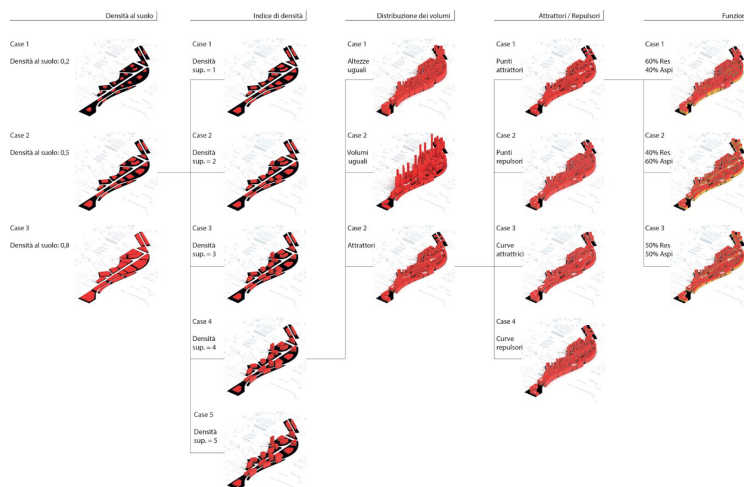 Densità al suolo
Case 1
Densità al suolo: 0,2
Case 2
Densità al suolo: 0,5
Case 3
Densità al suolo: 0,8
Indice di densità
Case 1
Densità
sup. = 1
Case 2
Densità
sup. = 2
Case 3
Densità
sup. = 3
Case 4
Densità
sup. = 4
Case 5
Densità
sup. = 5
Distribuzione dei volumi
Case 1
Altezze
uguali
Case 2
Volumi
uguali
Case 2
Attrattori
Attrattori / Repulsori
Case 1
Punti
attrattori
Case 2
Punti
repulsori
Case 3
Curve
attrattrici
Case 4
Curve
repulsori
Funzion
Case 1
60% Res
40% Aspi
Case 2
40% Res
60% Aspi
Case 3
50% Res
50% Aspi